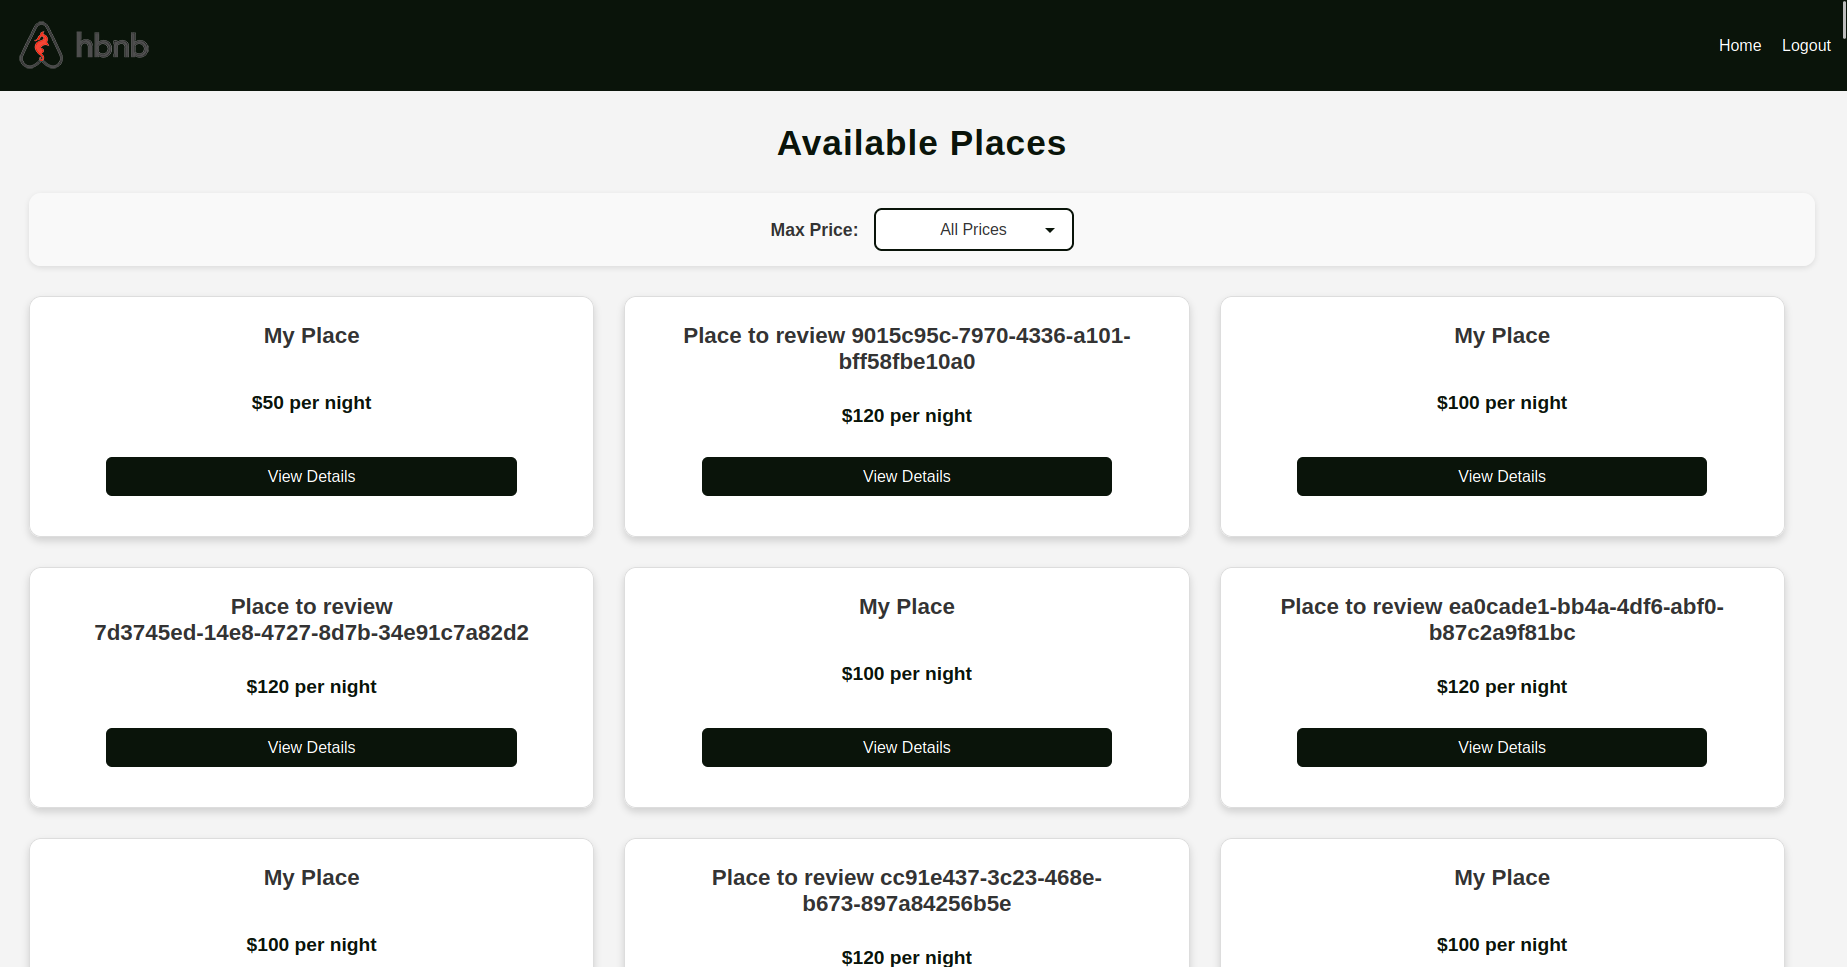 hbnb
Home Logout
Available Places
Max Price: All Prices
My Place
$50 per night
View Details
Place to review 9015c95c-7970-4336-a101-
bff58fbe10a0
$120 per night
View Details
My Place
$100 per night
View Details
Place to review
7d3745ed-14e8-4727-8d7b-34e91c7a82d2
$120 per night
View Details
My Place
$100 per night
View Details
Place to review ea0cade1-bb4a-4df6-abf0-
b87c2a9f81bc
$120 per night
View Details
My Place
$100 per night
Place to review cc91e437-3c23-468e-
b673-897a84256b5e
$120 per night
My Place
$100 per night